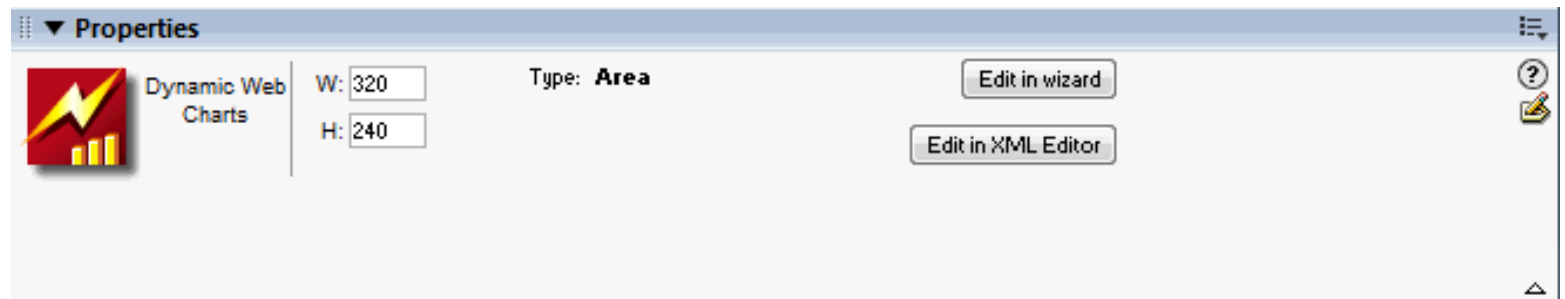 Properties
Dynamic Web
Charts
W: 320
H: 240
Type: Area
Edit in wizard
Edit in XML Editor
?